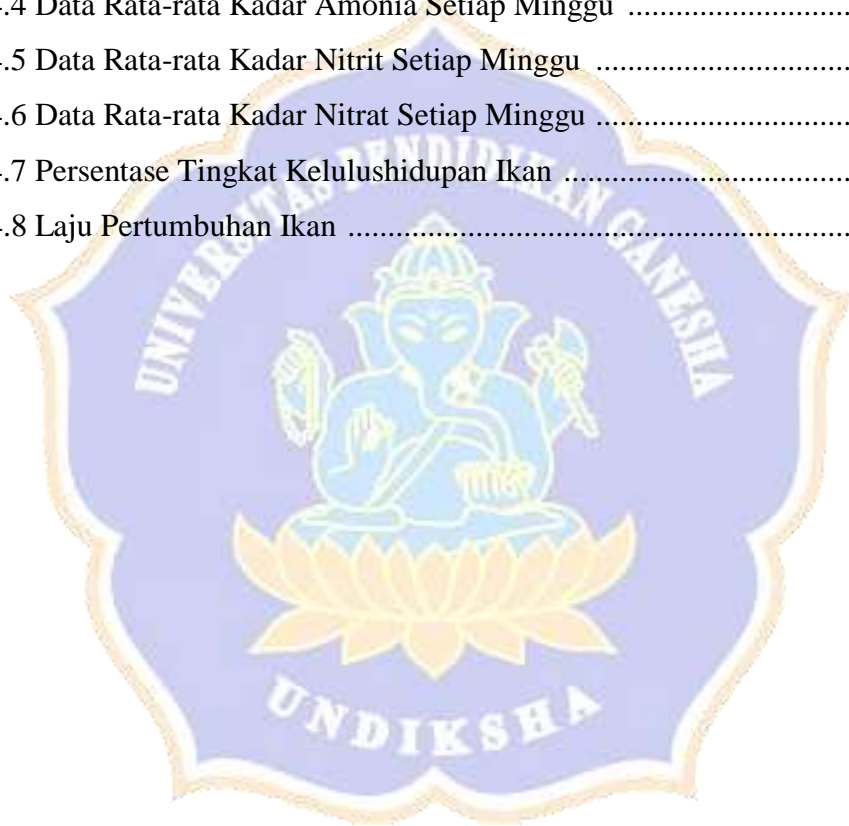 .4 Data Rata-rata Kadar Amonia Setiap Minggu ..............................
.5 Data Rata-rata Kadar Nitrit Setiap Minggu ..................................
.6 Data Rata-rata Kadar Nitrat Setiap Minggu ..................................
.7 Persentase Tingkat Kelulushidupan Ikan ......................................
.8 Laju Pertumbuhan Ikan ..................................................................
UNIVERSITAS PENDIDIKAN GANESHA
UNDIKSHA